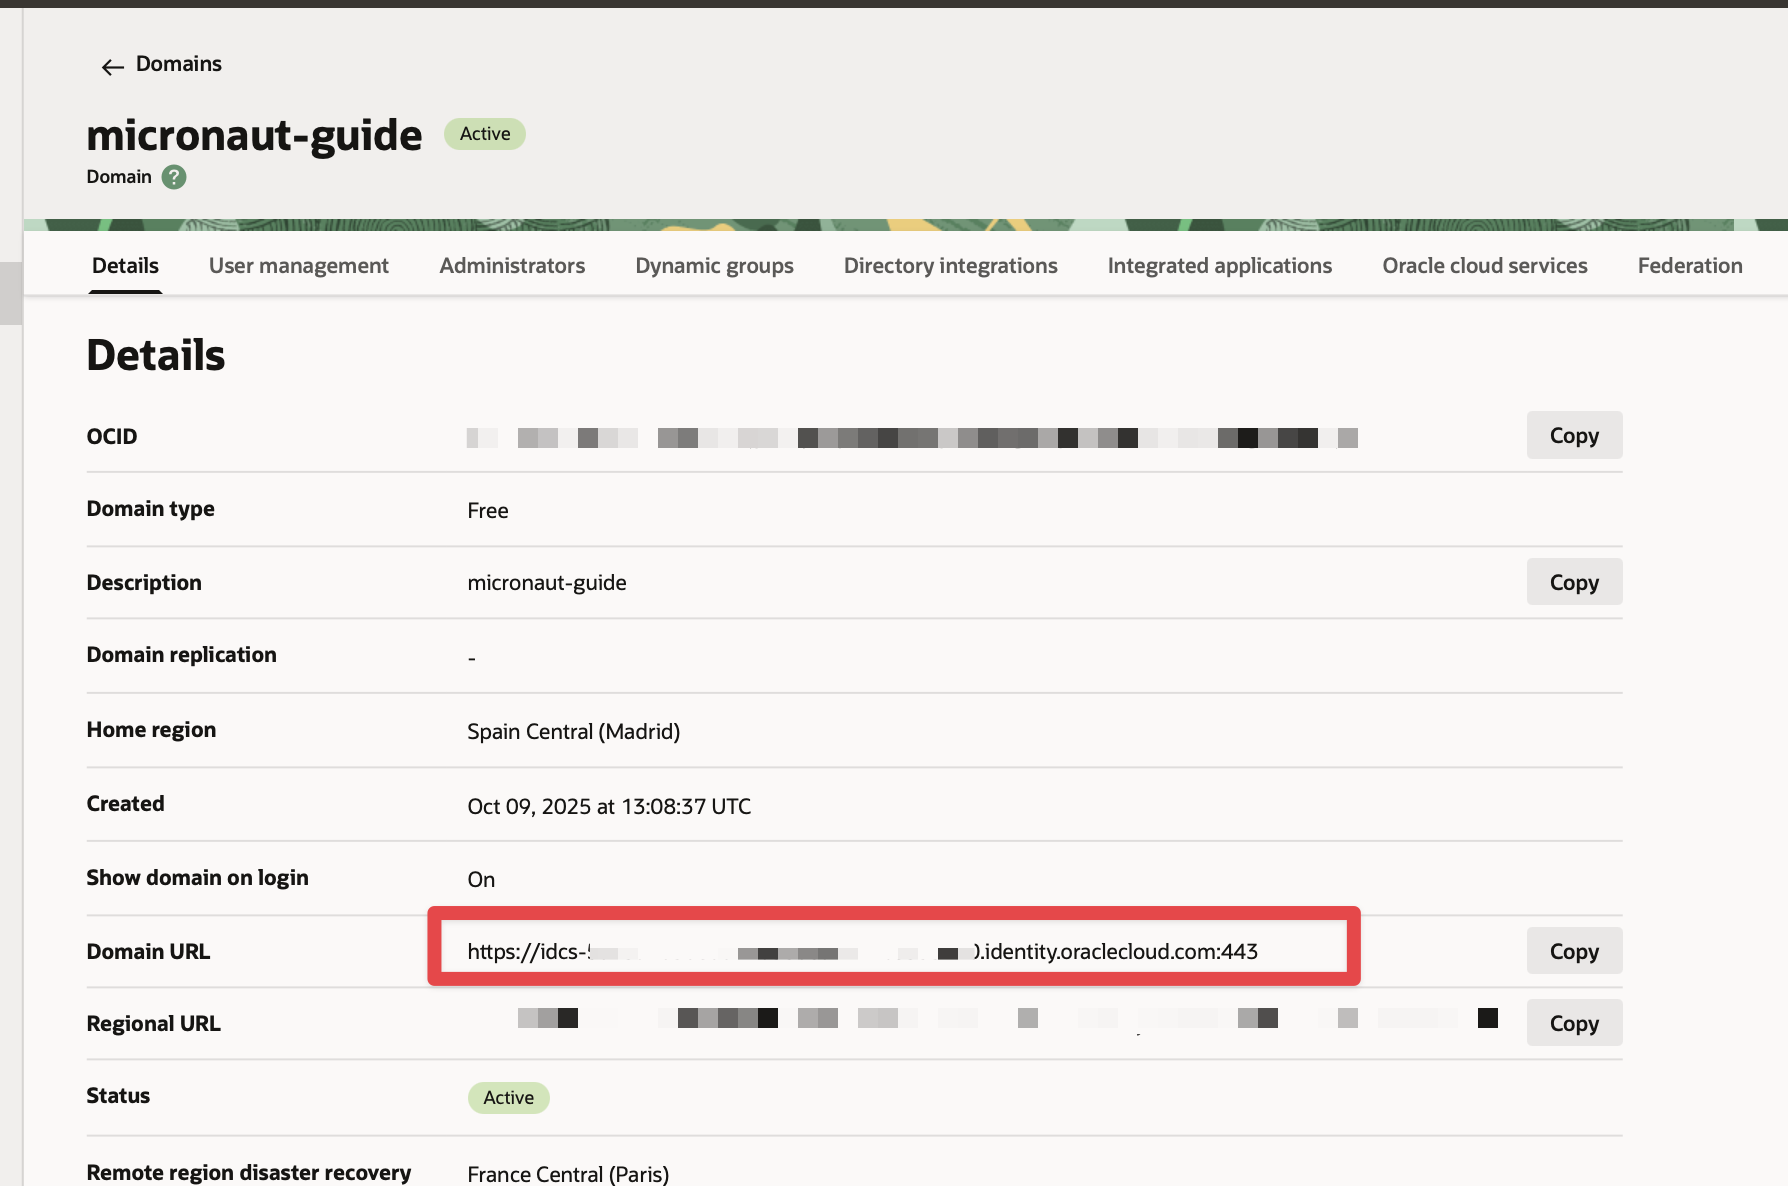 Domains
micronaut-guide Active
Domain ?
Details User management Administrators Dynamic groups Directory integrations Integrated applications Oracle cloud services Federation
Details
OCID Copy
Domain type Free
Description micronaut-guide Copy
Domain replication -
Home region Spain Central (Madrid)
Created Oct 09, 2025 at 13:08:37 UTC
Show domain on login On
Domain URL https://idcs- .identity.oraclecloud.com:443 Copy
Regional URL Copy
Status Active
Remote region disaster recovery France Central (Paris)